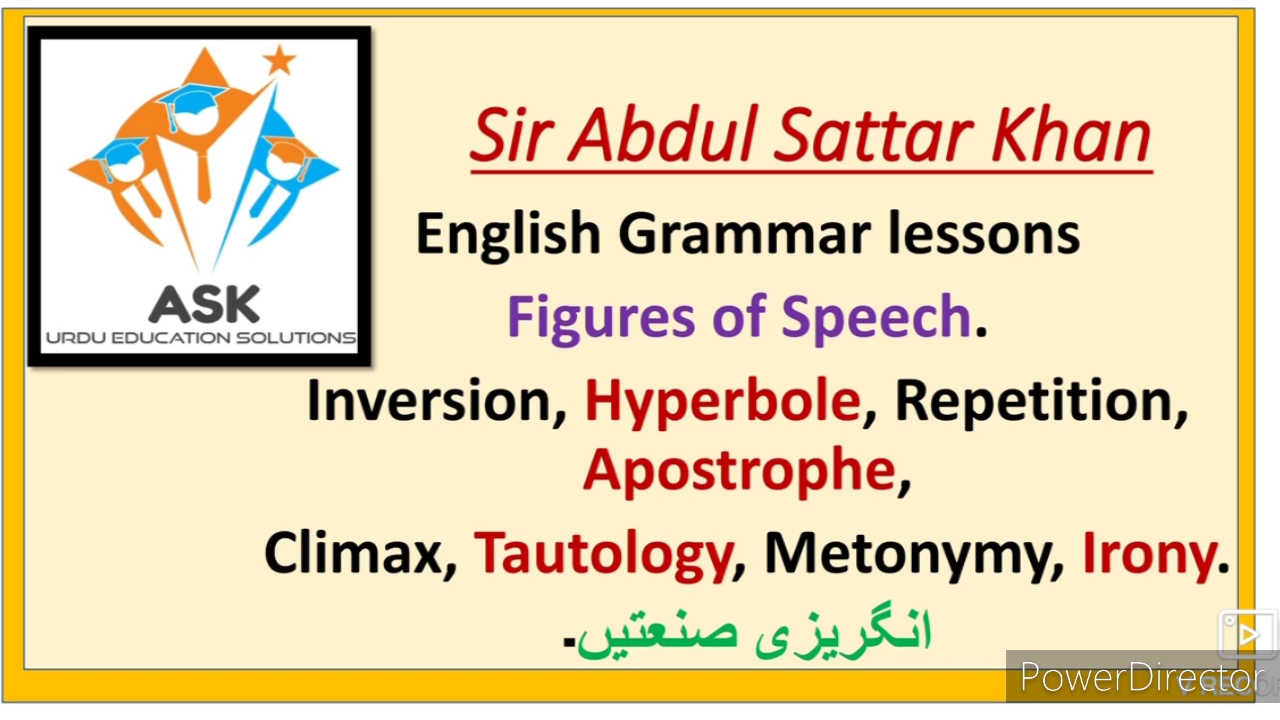 Sir Abdul Sattar Khan
English Grammar lessons
Figures of Speech.
Inversion, Hyperbole, Repetition,
Apostrophe,
Climax, Tautology, Metonymy, Irony.
انگریزی صنعتیں.
ASK
URDU EDUCATION SOLUTIONS
PowerDirector